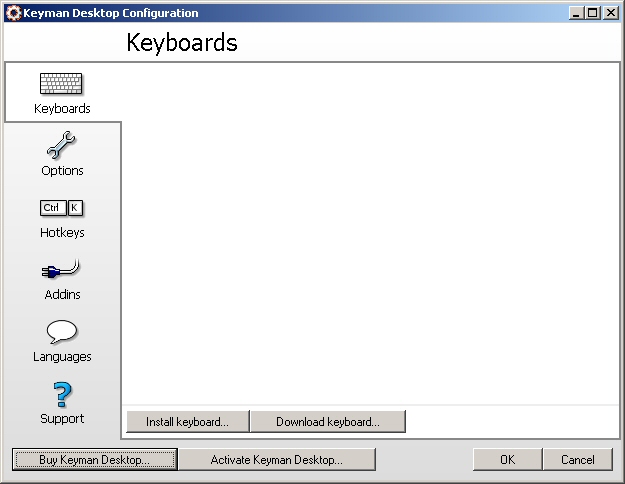 Keyman Desktop Configuration
Keyboards
Keyboards
Options
Ctrl K
Hotkeys
Addins
Languages
?
Support
Install keyboard... Download keyboard...
Buy Keyman Desktop... Activate Keyman Desktop... OK Cancel